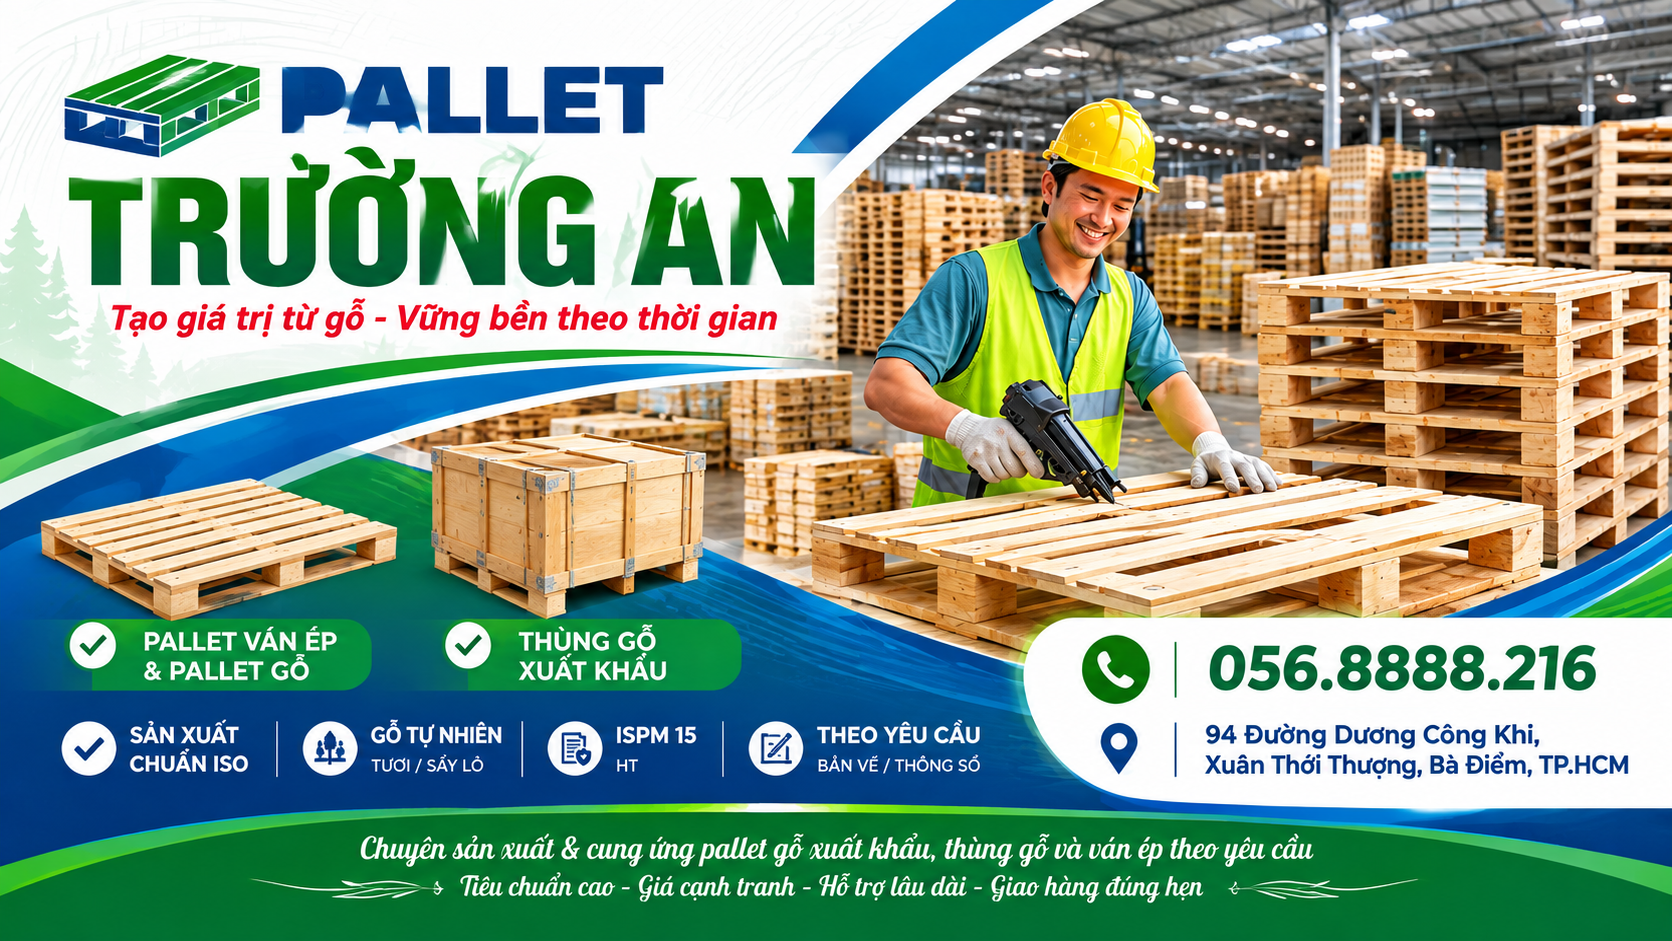 PALLET
TRƯỜNG AN
Tạo giá trị từ gỗ - Vững bền theo thời gian
PALLET VÁN ÉP
& PALLET GỖ
THÙNG GỖ
XUẤT KHẨU
SẢN XUẤT
CHUẨN ISO
GỖ TỰ NHIÊN
TƯƠI / SẤY LÒ
ISPM 15
HT
THEO YÊU CẦU
BẢN VẼ / THÔNG SỐ
056.8888.216
94 Đường Dương Công Khi,
Xuân Thới Thượng, Bà Điểm, TP.HCM
Chuyên sản xuất & cung ứng pallet gỗ xuất khẩu, thùng gỗ và ván ép theo yêu cầu
Tiêu chuẩn cao – Giá cạnh tranh – Hỗ trợ lâu dài – Giao hàng đúng hẹn